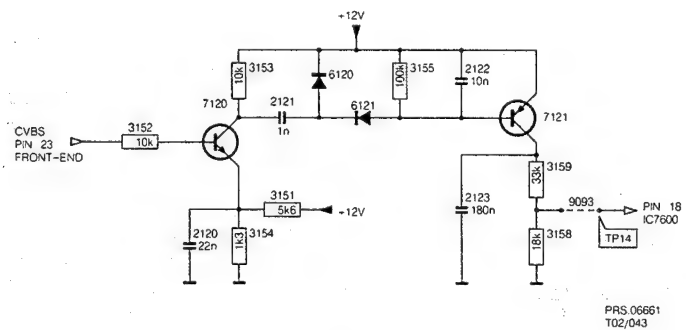 +12V
3153
10k
6120
3155
100k
2122
10n
7120
2121
1n
6121
7121
CVBS
PIN 23
FRONT-END
3152
10k
3159
33k
3151
5k6
+12V
2123
180n
9093
PIN 18
IC7600
2120
22n
3154
1k3
3158
18k
TP14
PRS.06661
T02/043